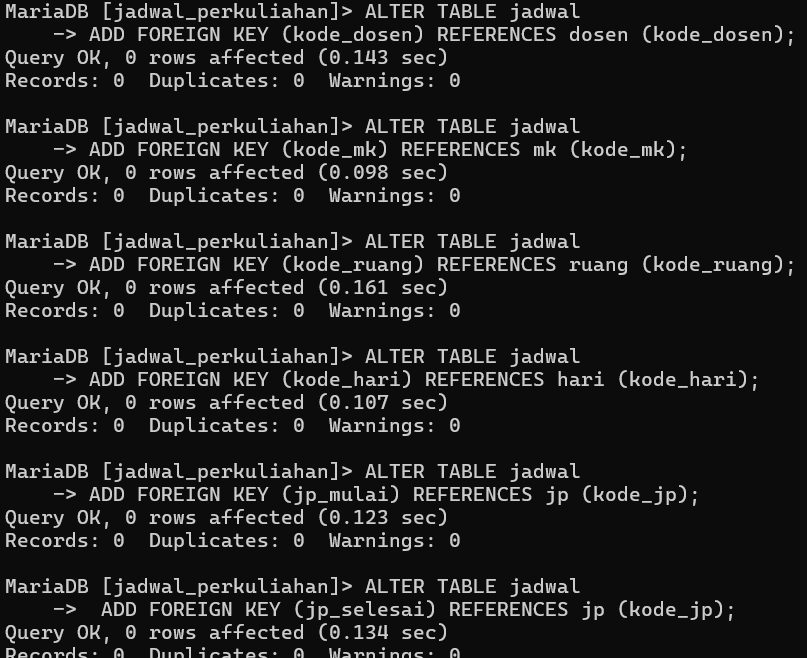 MariaDB [jadwal_perkuliahan]> ALTER TABLE jadwal
    -> ADD FOREIGN KEY (kode_dosen) REFERENCES dosen (kode_dosen);
Query OK, 0 rows affected (0.143 sec)
Records: 0  Duplicates: 0  Warnings: 0

MariaDB [jadwal_perkuliahan]> ALTER TABLE jadwal
    -> ADD FOREIGN KEY (kode_mk) REFERENCES mk (kode_mk);
Query OK, 0 rows affected (0.098 sec)
Records: 0  Duplicates: 0  Warnings: 0

MariaDB [jadwal_perkuliahan]> ALTER TABLE jadwal
    -> ADD FOREIGN KEY (kode_ruang) REFERENCES ruang (kode_ruang);
Query OK, 0 rows affected (0.161 sec)
Records: 0  Duplicates: 0  Warnings: 0

MariaDB [jadwal_perkuliahan]> ALTER TABLE jadwal
    -> ADD FOREIGN KEY (kode_hari) REFERENCES hari (kode_hari);
Query OK, 0 rows affected (0.107 sec)
Records: 0  Duplicates: 0  Warnings: 0

MariaDB [jadwal_perkuliahan]> ALTER TABLE jadwal
    -> ADD FOREIGN KEY (jp_mulai) REFERENCES jp (kode_jp);
Query OK, 0 rows affected (0.123 sec)
Records: 0  Duplicates: 0  Warnings: 0

MariaDB [jadwal_perkuliahan]> ALTER TABLE jadwal
    ->  ADD FOREIGN KEY (jp_selesai) REFERENCES jp (kode_jp);
Query OK, 0 rows affected (0.134 sec)
Records: 0  Duplicates: 0  Warnings: 0